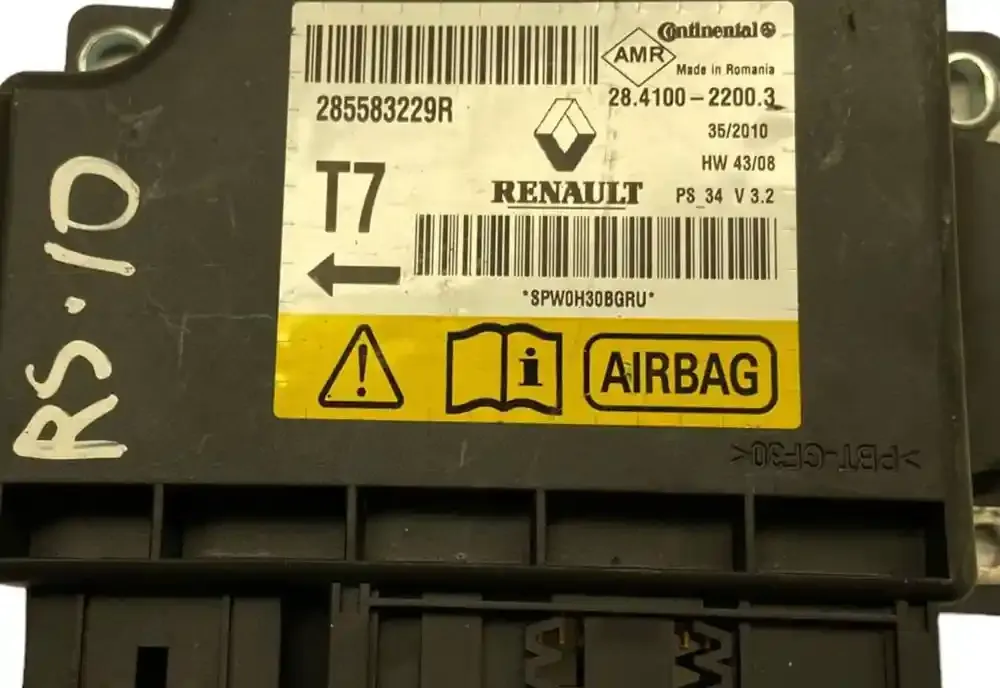 Continental
AMR
Made in Romania
285583229R
28.4100-2200.3
35/2010
HW 43/08
T7
RENAULT
PS_34 V 3.2
*SPW0H30BGRU*
i
AIRBAG
>PBT-GF30<
RS.10